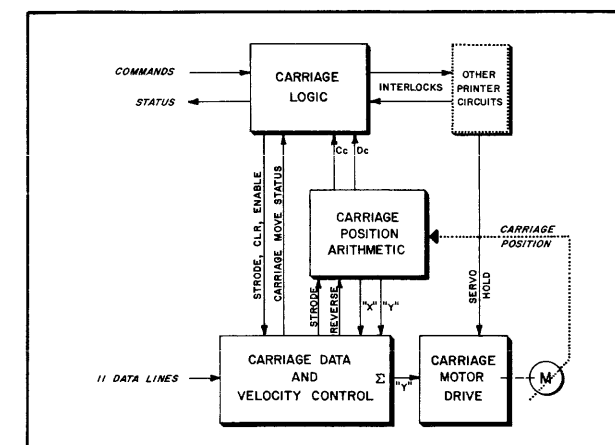 COMMANDS
STATUS
CARRIAGE
LOGIC
INTERLOCKS
OTHER
PRINTER
CIRCUITS
Cc
Dc
STRODE, CLR, ENABLE
CARRIAGE MOVE STATUS
CARRIAGE
POSITION
ARITHMETIC
CARRIAGE
POSITION
SERVO
HOLD
STRODE
REVERSE
"X"
"Y"
11 DATA LINES
CARRIAGE DATA
AND
VELOCITY CONTROL
Σ
"Y"
CARRIAGE
MOTOR
DRIVE
M